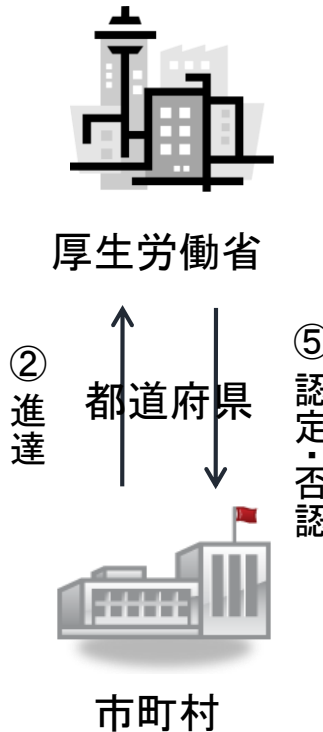 厚生労働省
②進達
都道府県
⑤認定・否認
市町村